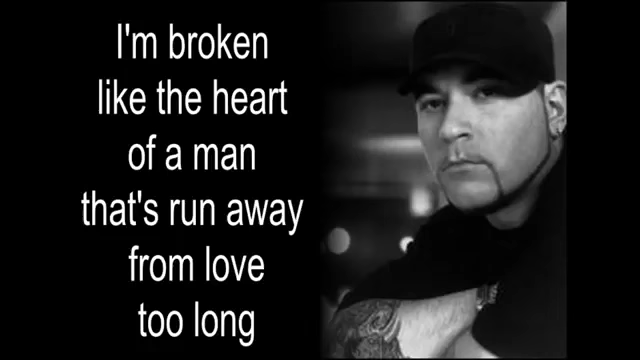 I'm broken
like the heart
of a man
that's run away
from love
too long